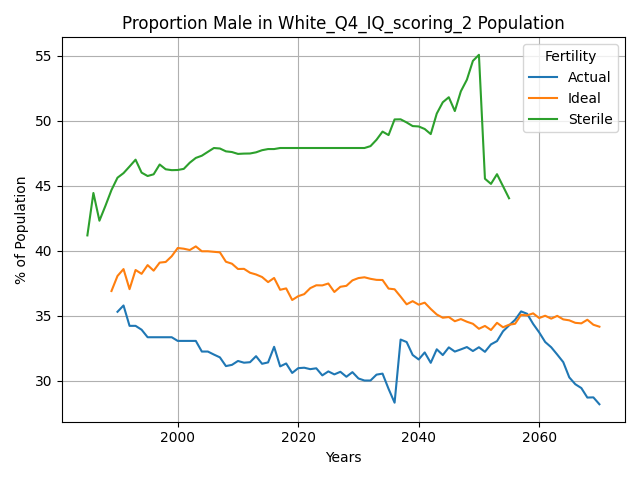 Proportion Male in White_Q4_IQ_scoring_2 Population
% of Population
55
50
45
40
35
30
Fertility
Actual
Ideal
Sterile
2000
2020
2040
2060
Years